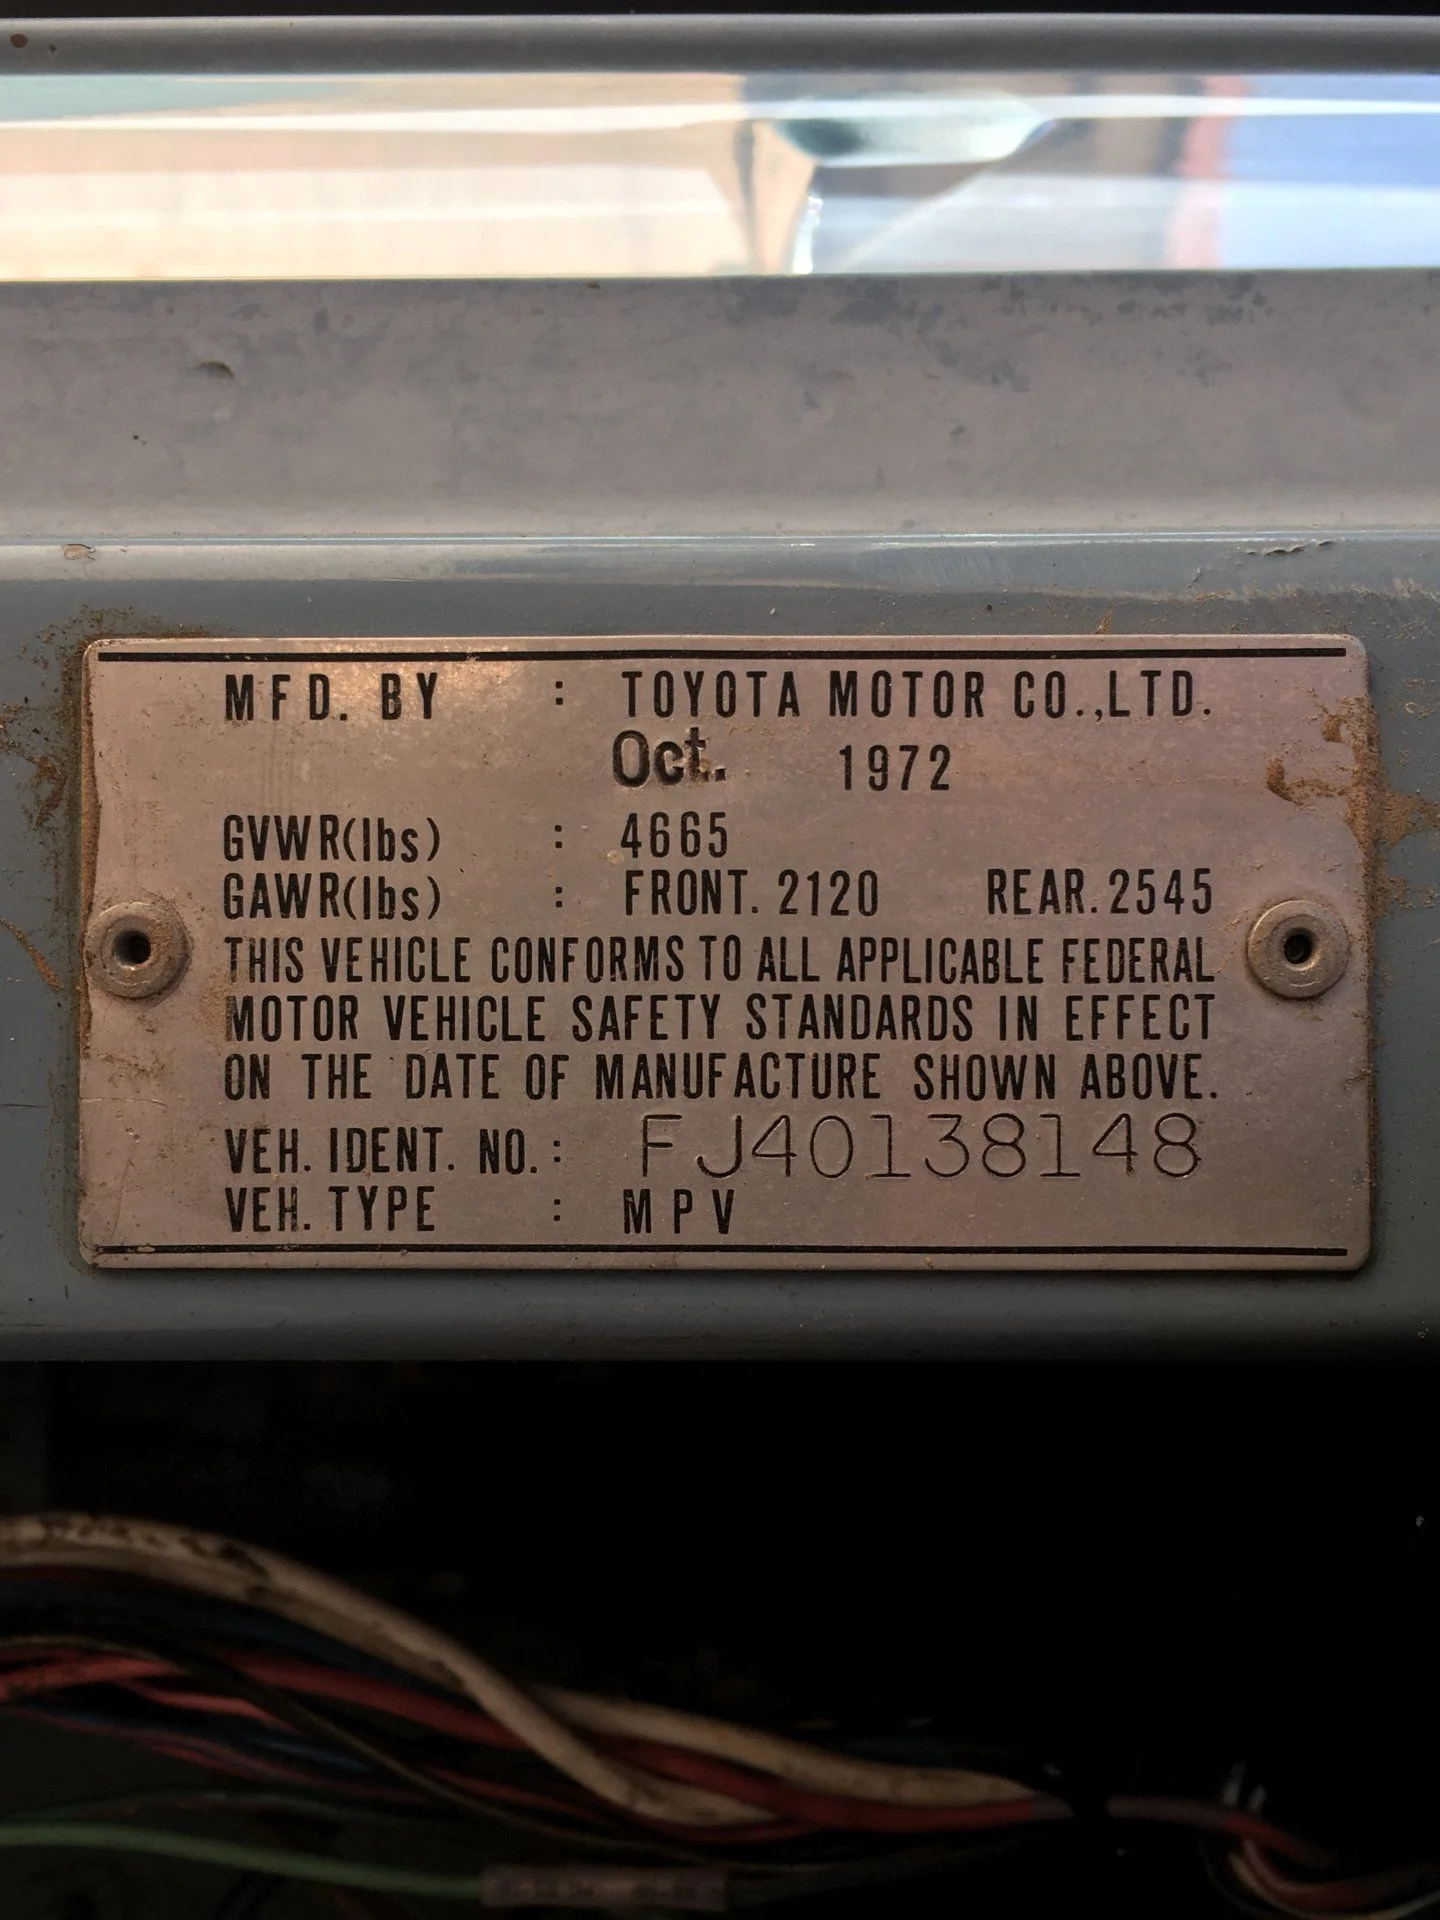 MFD. BY : TOYOTA MOTOR CO.,LTD.
Oct. 1972
GVWR(lbs) : 4665
GAWR(lbs) : FRONT. 2120 REAR. 2545
THIS VEHICLE CONFORMS TO ALL APPLICABLE FEDERAL
MOTOR VEHICLE SAFETY STANDARDS IN EFFECT
ON THE DATE OF MANUFACTURE SHOWN ABOVE.
VEH. IDENT. NO. : FJ40138148
VEH. TYPE : MPV